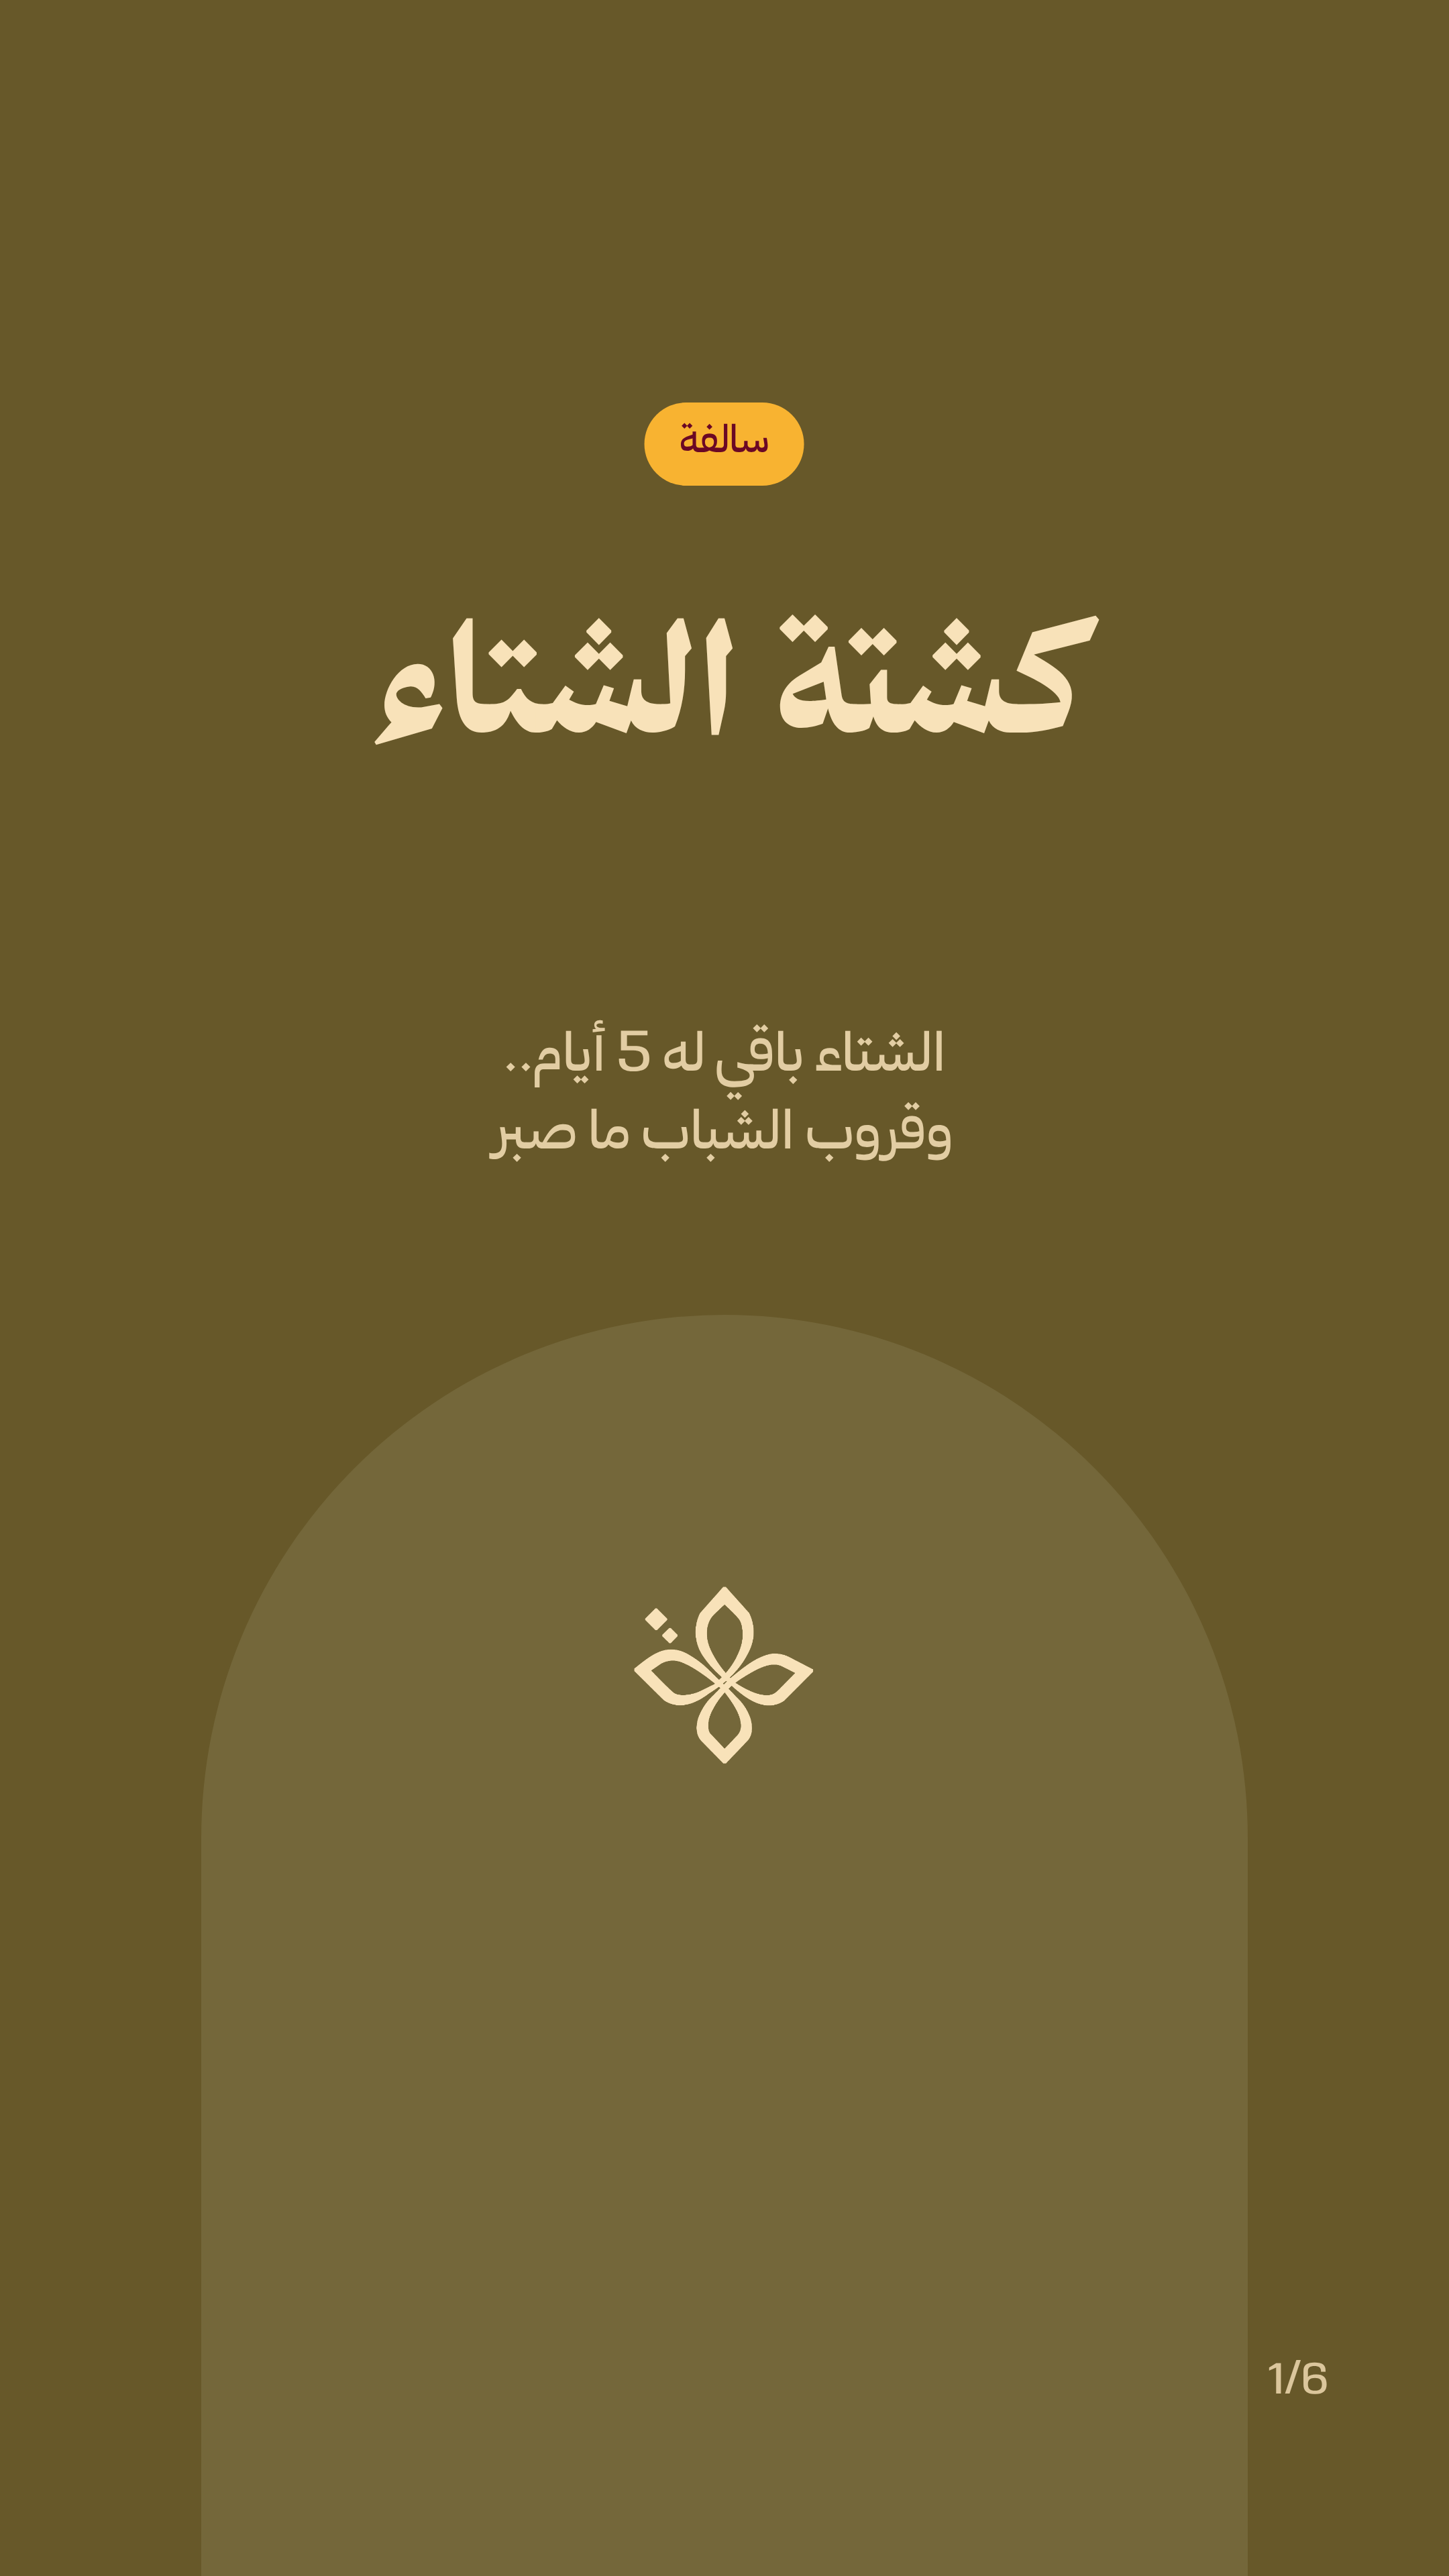 سالفة
كشتة الشتاء
الشتاء باقي له 5 أيام..
وقروب الشباب ما صبر
1/6